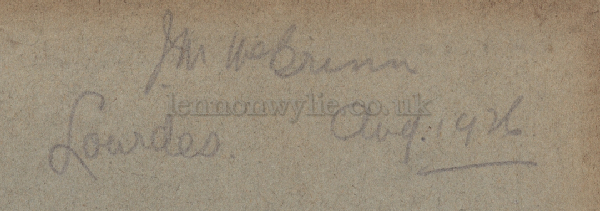 J M McBrinn
lennonwylie.co.uk
Lourdes. Aug. 1926